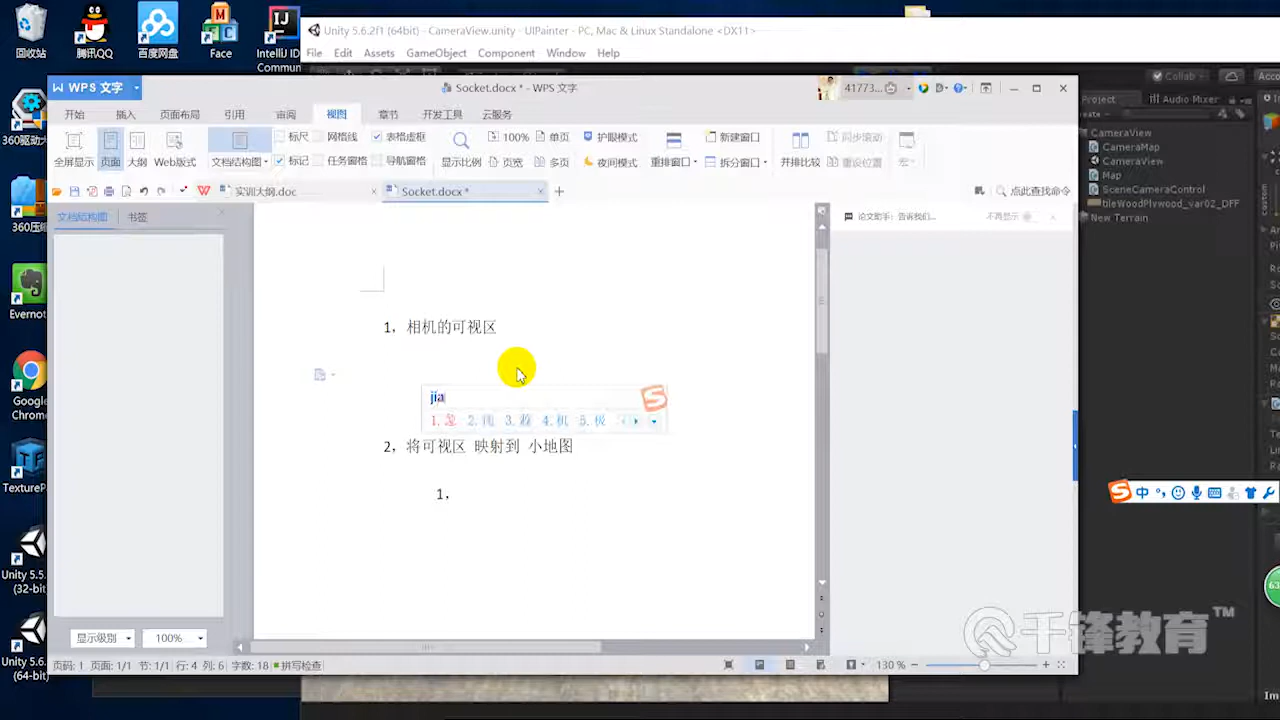 回收站
腾讯QQ
百度网盘
Face
IntelliJ ID
Commun
360驱动大
360压缩
Evernot
Google
Chrome
TextureP
Unity 5.5.
(32-bit)
Unity 5.6.
(64-bit)
Unity 5.6.2f1 (64bit) - CameraView.unity - UIPainter - PC, Mac & Linux Standalone <DX11>
File Edit Assets GameObject Component Window Help
W WPS 文字
Socket.docx * - WPS 文字
41773...
开始 插入 页面布局 引用 审阅 视图 章节 开发工具 云服务
全屏显示 页面 大纲 Web版式 文档结构图
标尺 网格线 表格虚框
标记 任务窗格 导航窗格
显示比例 100% 单页
页宽 多页
护眼模式
夜间模式
重排窗口 新建窗口
拆分窗口
并排比较 同步滚动
重设位置
宏
实训大纲.doc
Socket.docx *
点此查找命令
文档结构图 书签
论文助手：告诉我们...
不再显示
1，相机的可视区
jia
4.机 5.极
2，将可视区 映射到 小地图
1，
显示级别 100%
页码: 1 页面: 1/1 节: 1/1 行: 4 列: 6 字数: 18 拼写检查
130 %
Collab
Acco
Project
Audio Mixer
CameraView
CameraMap
CameraView
Map
SceneCameraControl
tileWoodPlywood_var02_DFF
New Terrain
中
千锋教育™